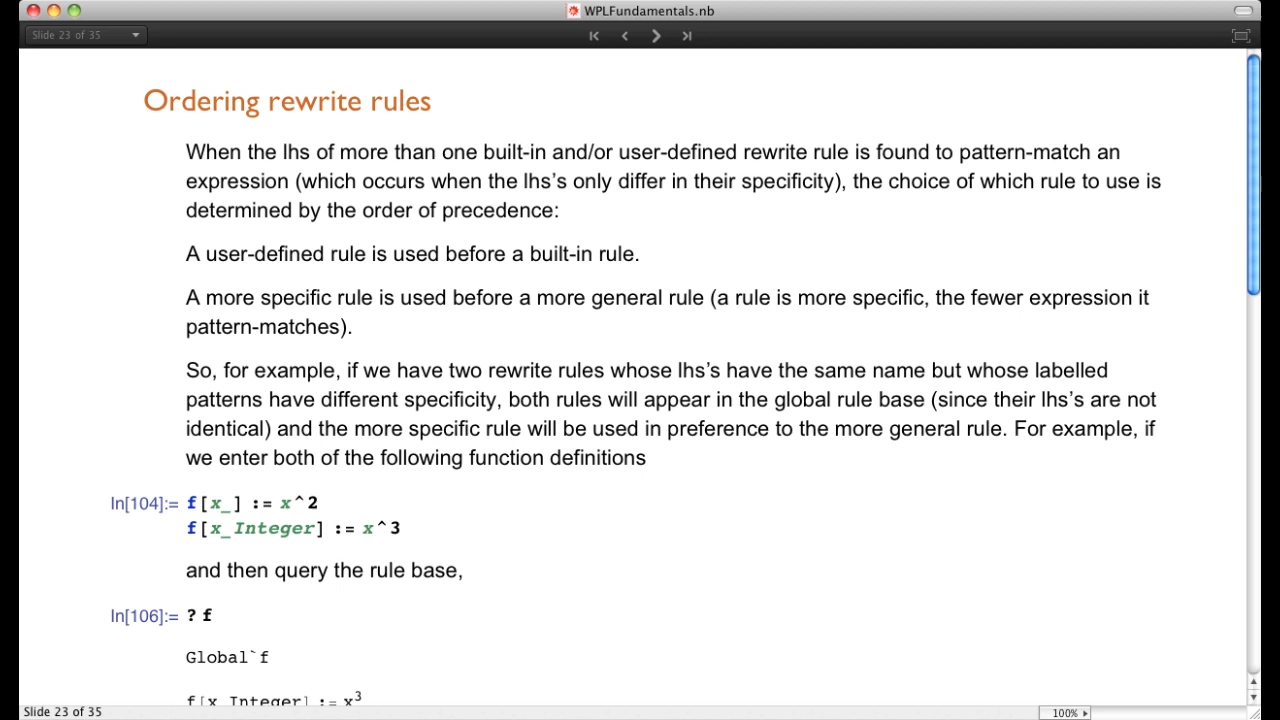 WPLFundamentals.nb
Slide 23 of 35
Ordering rewrite rules
When the lhs of more than one built-in and/or user-defined rewrite rule is found to pattern-match an
expression (which occurs when the lhs’s only differ in their specificity), the choice of which rule to use is
determined by the order of precedence:
A user-defined rule is used before a built-in rule.
A more specific rule is used before a more general rule (a rule is more specific, the fewer expression it
pattern-matches).
So, for example, if we have two rewrite rules whose lhs’s have the same name but whose labelled
patterns have different specificity, both rules will appear in the global rule base (since their lhs’s are not
identical) and the more specific rule will be used in preference to the more general rule. For example, if
we enter both of the following function definitions
In[104]:= f[x_] := x^2
f[x_Integer] := x^3
and then query the rule base,
In[106]:= ? f
Global`f
f[x_Integer] := x³
Slide 23 of 35
100%